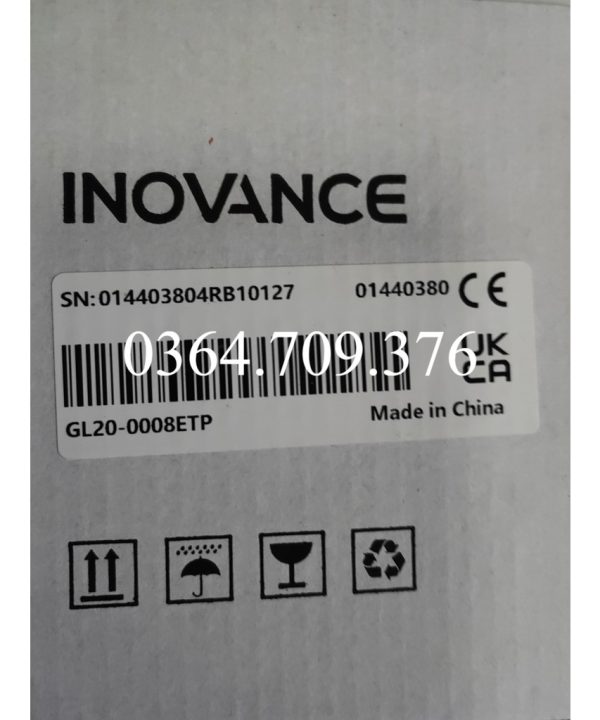 INOVANCE
SN:014403804RB10127 01440380 CE
0364.709.376 UK
CA
GL20-0008ETP Made in China